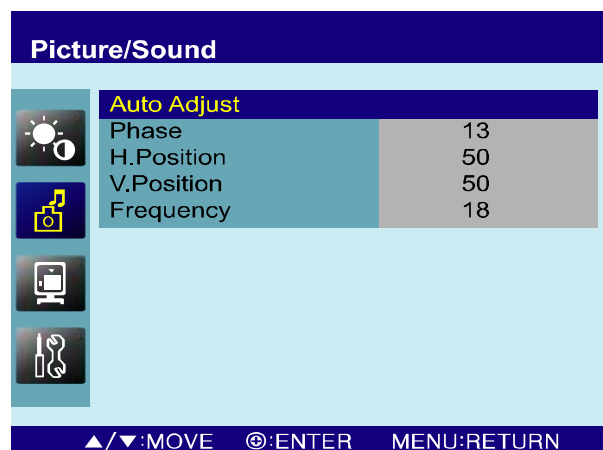 Picture/Sound
Auto Adjust
Phase 13
H.Position 50
V.Position 50
Frequency 18
▲/▼:MOVE ⊕:ENTER MENU:RETURN